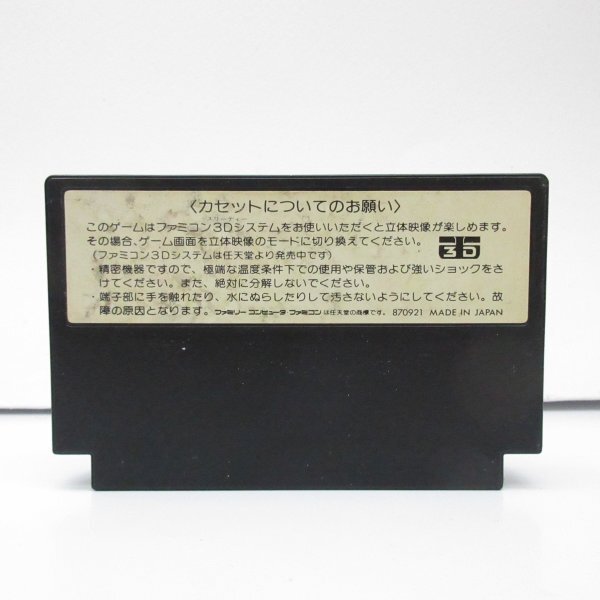 〈カセットについてのお願い〉
このゲームはファミコン3Dシステムをお使いいただくと立体映像が楽しめます。
その場合、ゲーム画面を立体映像のモードに切り換えてください。
3D
(ファミコン3Dシステムは任天堂より発売中です)
・精密機器ですので、極端な温度条件下での使用や保管および強いショックをさ
けてください。また、絶対に分解しないでください。
・端子部に手を触れたり、水にぬらしたりして汚さないようにしてください。故
障の原因となります。 ファミリー コンピュータ ファミコン は任天堂の商標です。 870921 MADE IN JAPAN